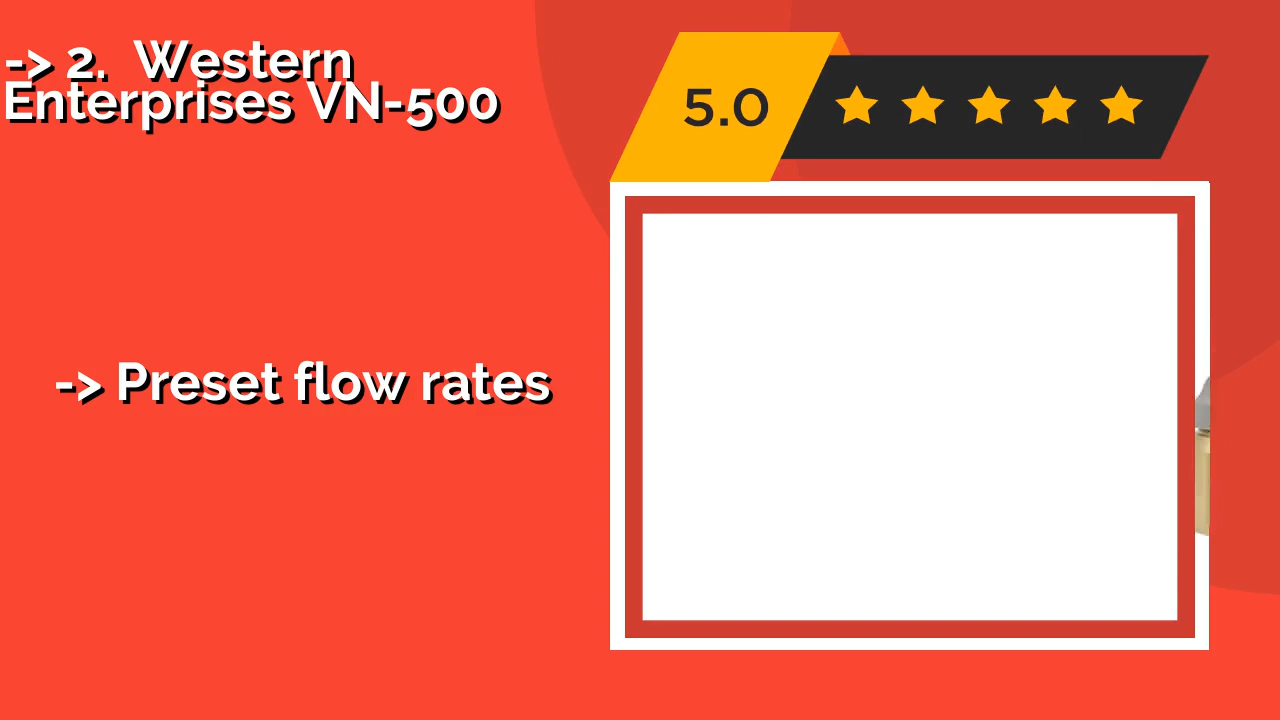 -> 2.  Western
Enterprises VN-500
5.0
-> Preset flow rates